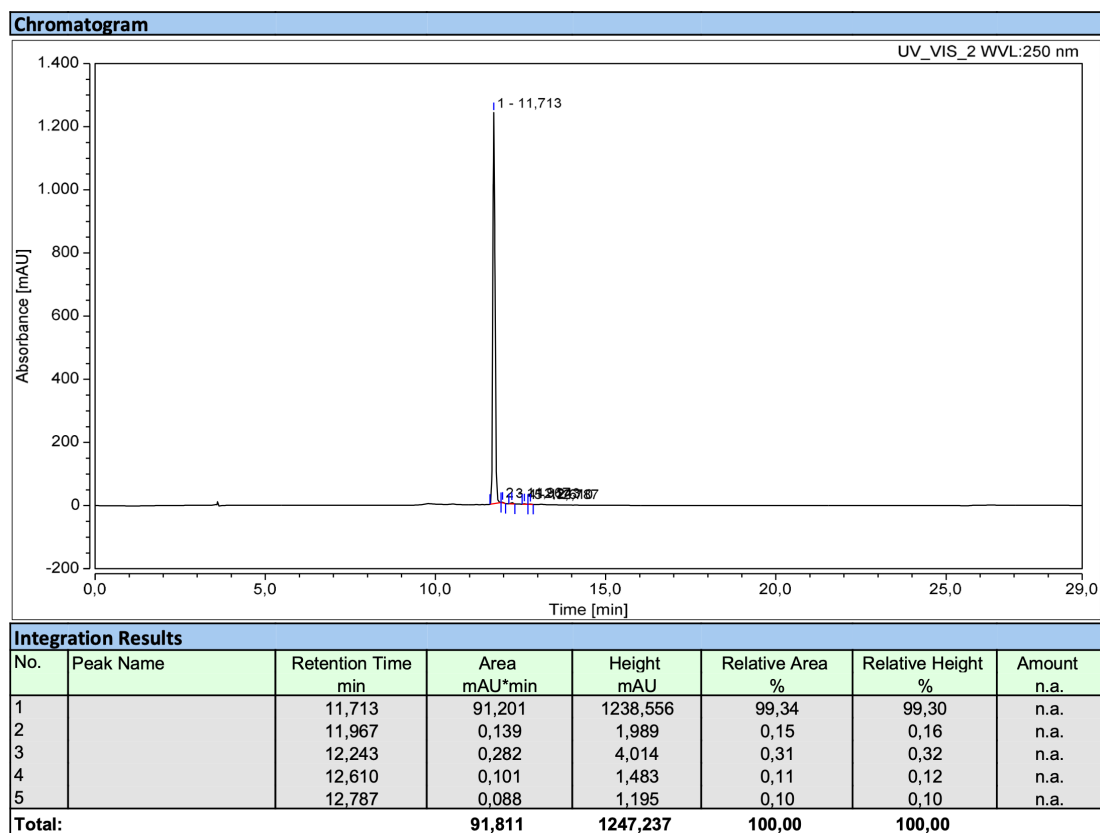 Chromatogram
UV_VIS_2 WVL:250 nm
1.400
1 - 11,713
1.200
1.000
800
600
400
200
0
-200
Absorbance [mAU]
0,0 5,0 10,0 15,0 20,0 25,0 29,0
Time [min]
Integration Results
No. Peak Name Retention Time Area Height Relative Area Relative Height Amount
min mAU*min mAU % % n.a.
1 11,713 91,201 1238,556 99,34 99,30 n.a.
2 11,967 0,139 1,989 0,15 0,16 n.a.
3 12,243 0,282 4,014 0,31 0,32 n.a.
4 12,610 0,101 1,483 0,11 0,12 n.a.
5 12,787 0,088 1,195 0,10 0,10 n.a.
Total: 91,811 1247,237 100,00 100,00